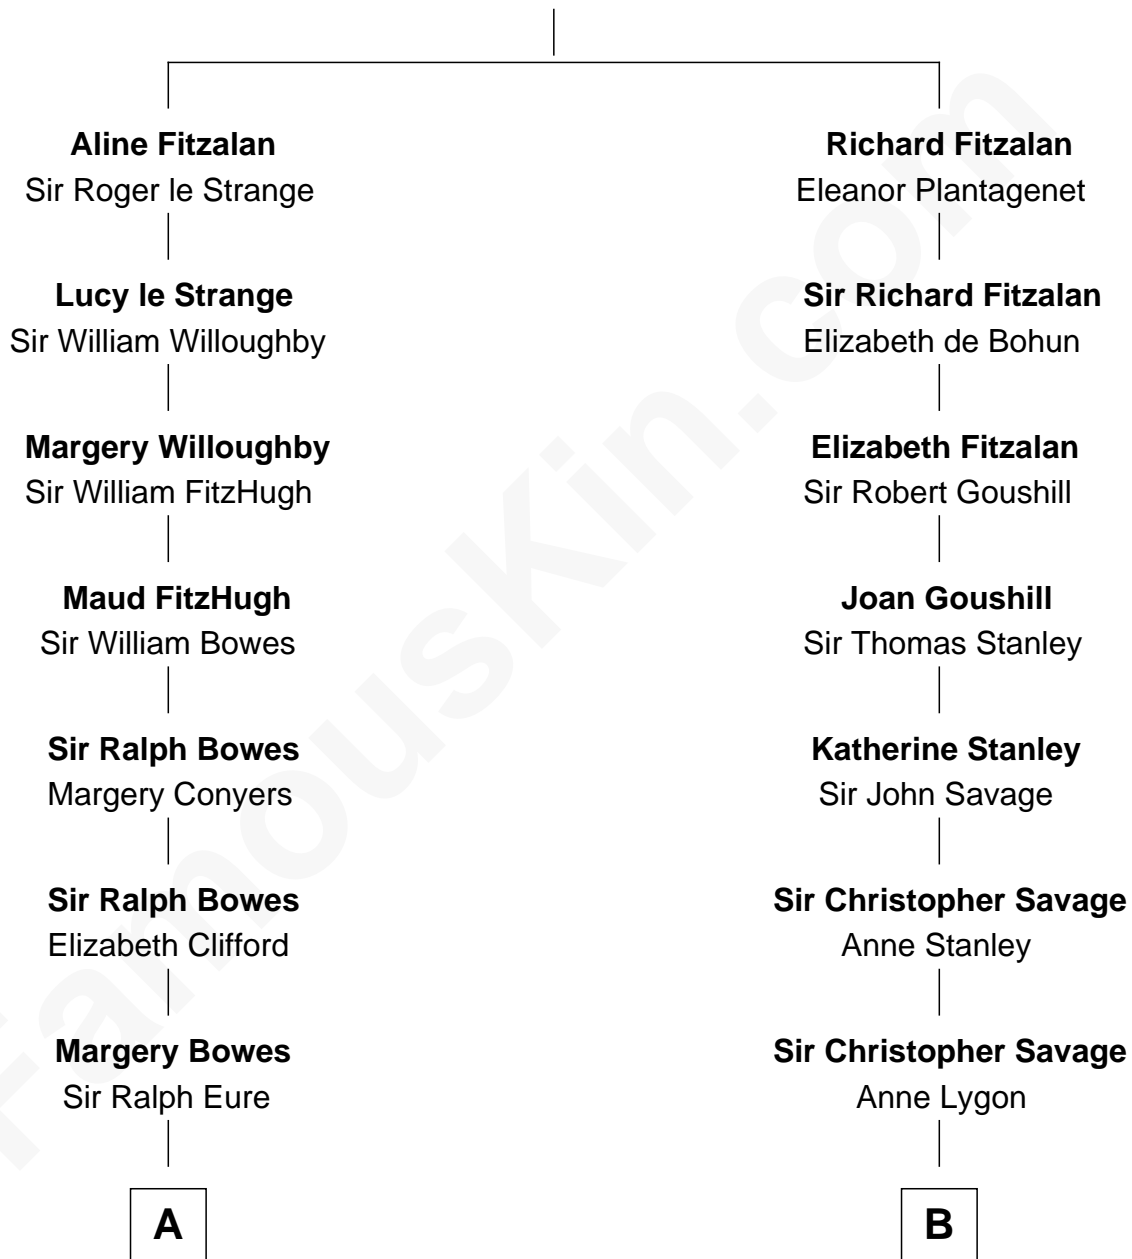 Aline Fitzalan
Sir Roger le Strange
Lucy le Strange
Sir William Willoughby
Margery Willoughby
Sir William FitzHugh
Maud FitzHugh
Sir William Bowes
Sir Ralph Bowes
Margery Conyers
Sir Ralph Bowes
Elizabeth Clifford
Margery Bowes
Sir Ralph Eure
A
Richard Fitzalan
Eleanor Plantagenet
Sir Richard Fitzalan
Elizabeth de Bohun
Elizabeth Fitzalan
Sir Robert Goushill
Joan Goushill
Sir Thomas Stanley
Katherine Stanley
Sir John Savage
Sir Christopher Savage
Anne Stanley
Sir Christopher Savage
Anne Lygon
B
FamousKin.com